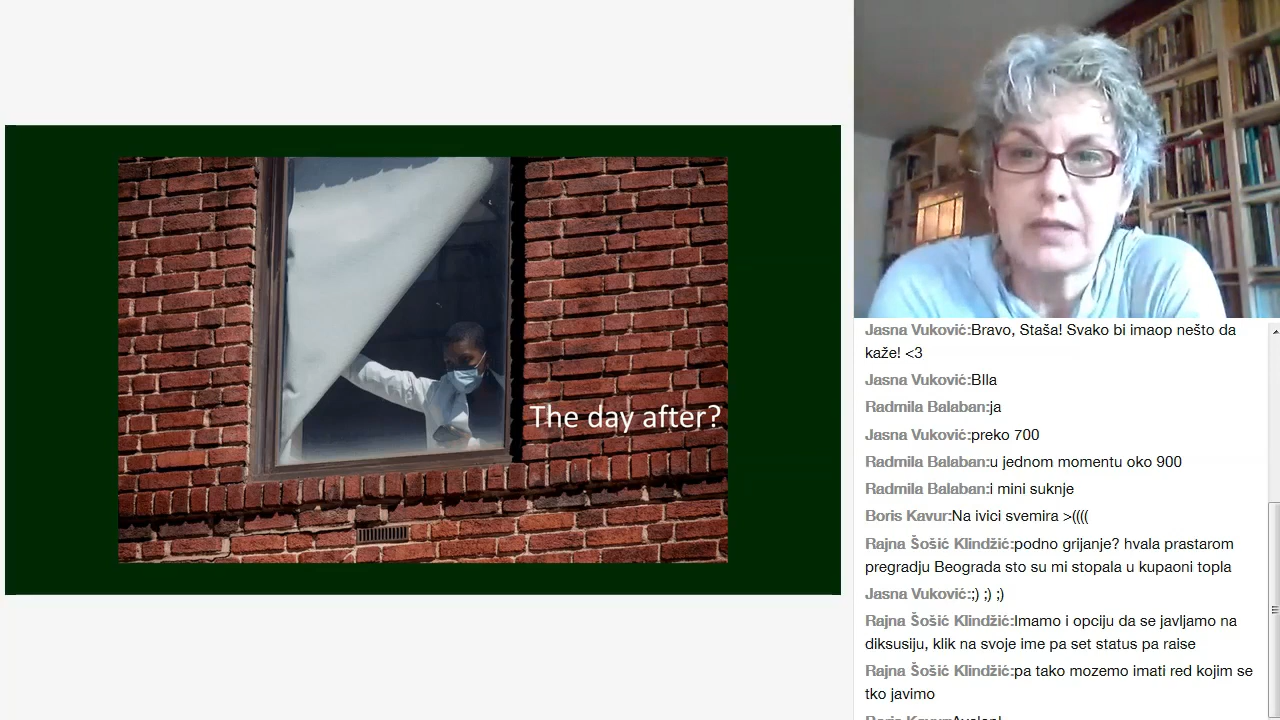 The day after?
Jasna Vuković:Bravo, Staša! Svako bi imaop nešto da
kaže! <3
Jasna Vuković:BIla
Radmila Balaban:ja
Jasna Vuković:preko 700
Radmila Balaban:u jednom momentu oko 900
Radmila Balaban:i mini suknje
Boris Kavur:Na ivici svemira >((((
Rajna Šošić Klindžić:podno grijanje? hvala prastarom
pregradju Beograda sto su mi stopala u kupaoni topla
Jasna Vuković:;) ;) ;)
Rajna Šošić Klindžić:Imamo i opciju da se javljamo na
diksusiju, klik na svoje ime pa set status pa raise
Rajna Šošić Klindžić:pa tako mozemo imati red kojim se
tko javimo